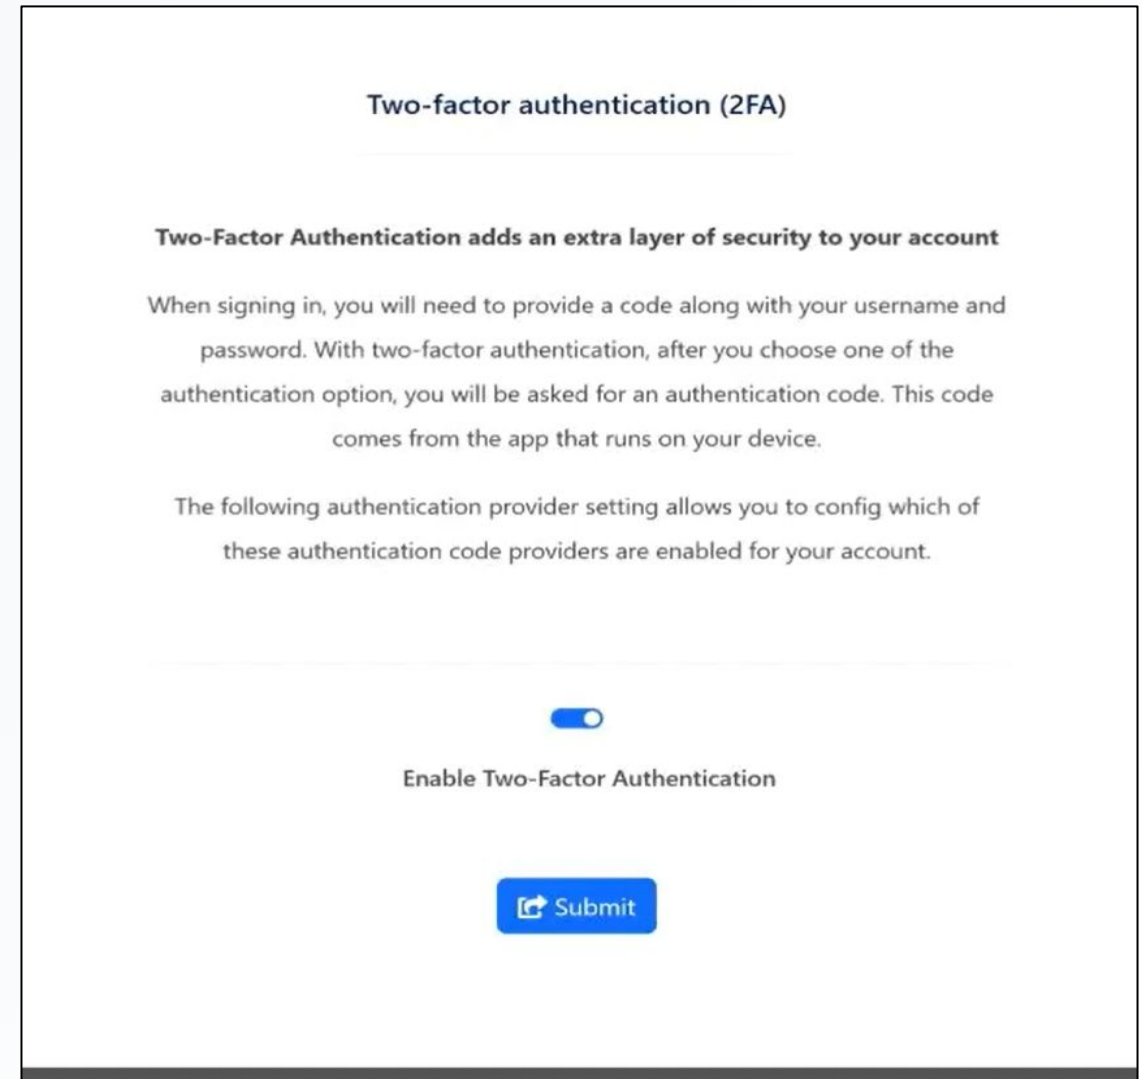 Two-factor authentication (2FA)
Two-Factor Authentication adds an extra layer of security to your account
When signing in, you will need to provide a code along with your username and
password. With two-factor authentication, after you choose one of the
authentication option, you will be asked for an authentication code. This code
comes from the app that runs on your device.
The following authentication provider setting allows you to config which of
these authentication code providers are enabled for your account.
Enable Two-Factor Authentication
Submit